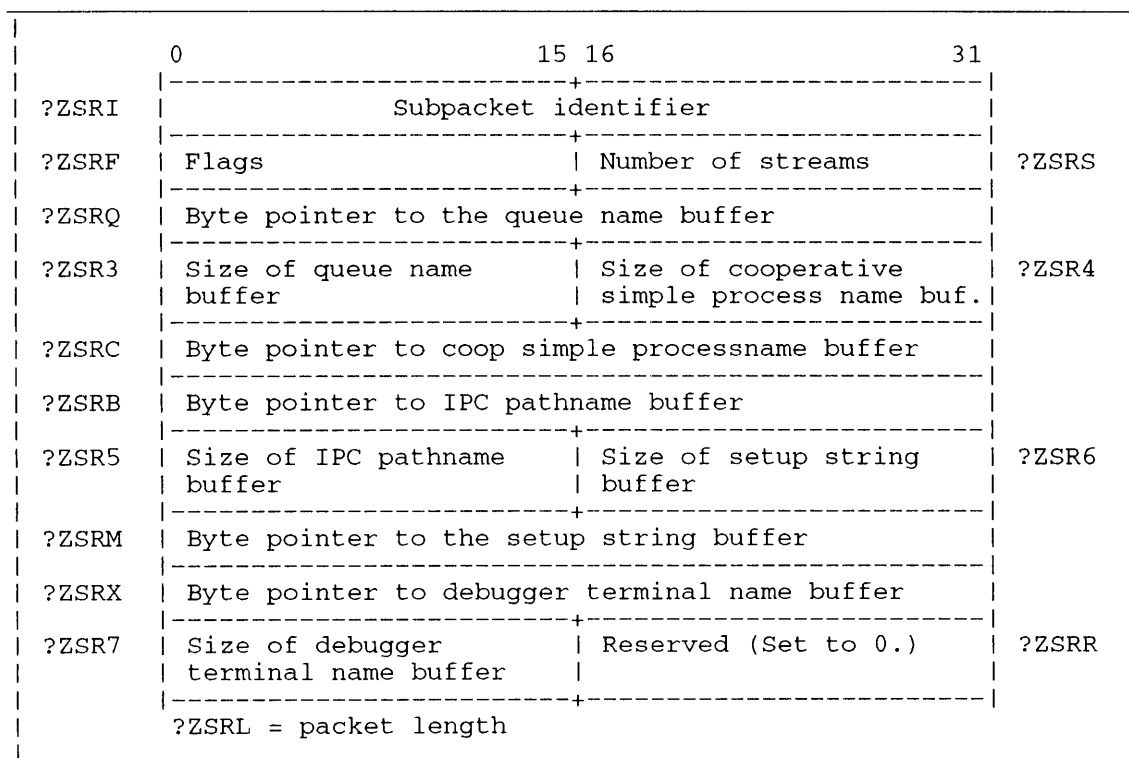 0 15 16 31
?ZSRI Subpacket identifier
?ZSRF Flags Number of streams ?ZSRS
?ZSRQ Byte pointer to the queue name buffer
?ZSR3 Size of queue name Size of cooperative ?ZSR4
buffer simple process name buf.
?ZSRC Byte pointer to coop simple processname buffer
?ZSRB Byte pointer to IPC pathname buffer
?ZSR5 Size of IPC pathname Size of setup string ?ZSR6
buffer buffer
?ZSRM Byte pointer to the setup string buffer
?ZSRX Byte pointer to debugger terminal name buffer
?ZSR7 Size of debugger Reserved (Set to 0.) ?ZSRR
terminal name buffer
?ZSRL = packet length